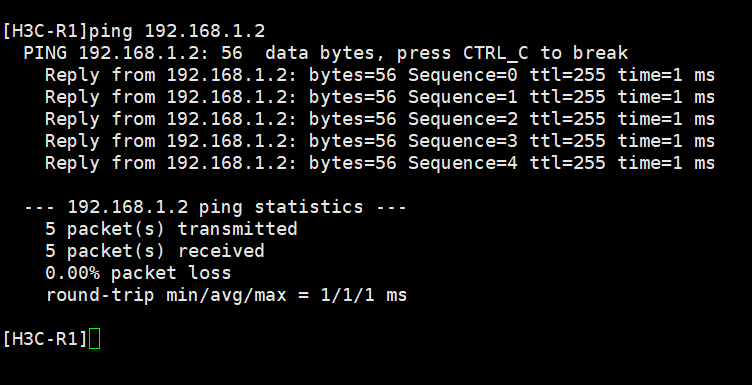 [H3C-R1]ping 192.168.1.2
  PING 192.168.1.2: 56  data bytes, press CTRL_C to break
    Reply from 192.168.1.2: bytes=56 Sequence=0 ttl=255 time=1 ms
    Reply from 192.168.1.2: bytes=56 Sequence=1 ttl=255 time=1 ms
    Reply from 192.168.1.2: bytes=56 Sequence=2 ttl=255 time=1 ms
    Reply from 192.168.1.2: bytes=56 Sequence=3 ttl=255 time=1 ms
    Reply from 192.168.1.2: bytes=56 Sequence=4 ttl=255 time=1 ms

  --- 192.168.1.2 ping statistics ---
    5 packet(s) transmitted
    5 packet(s) received
    0.00% packet loss
    round-trip min/avg/max = 1/1/1 ms

[H3C-R1]